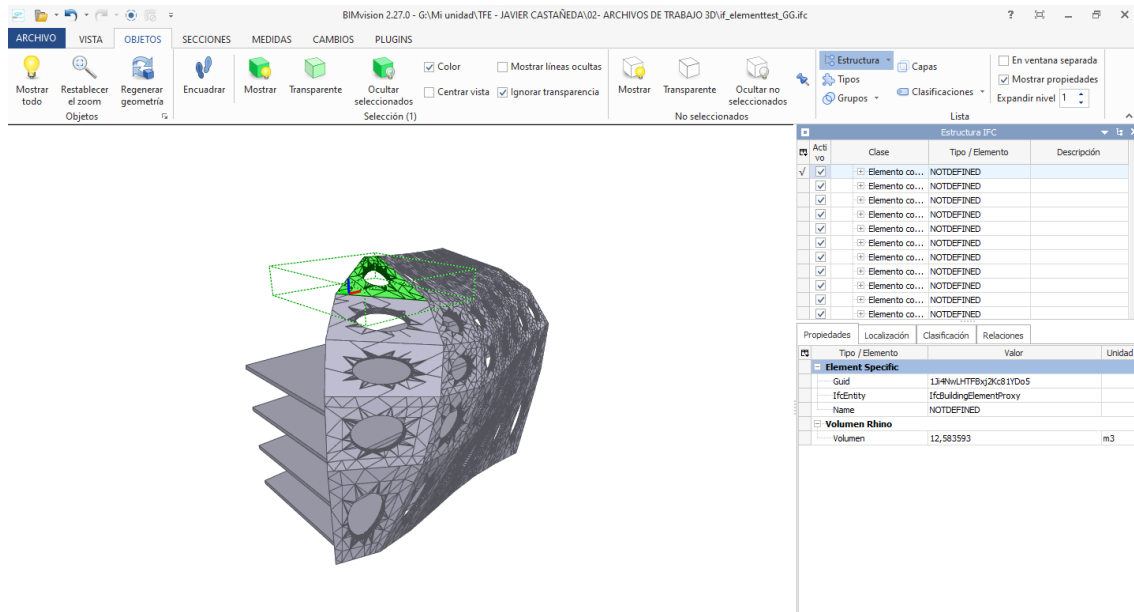 BIMvision 2.27.0 - G:\Mi unidad\TFE - JAVIER CASTAÑEDA\02- ARCHIVOS DE TRABAJO 3D\if_elementtest_GG.ifc
ARCHIVO VISTA OBJETOS SECCIONES MEDIDAS CAMBIOS PLUGINS
Mostrar todo
Restablecer el zoom
Regenerar geometría
Objetos
Encuadrar
Mostrar
Transparente
Ocultar seleccionados
Color
Mostrar líneas ocultas
Centrar vista
Ignorar transparencia
Selección (1)
Mostrar
Transparente
Ocultar no seleccionados
No seleccionados
Estructura
Tipos
Grupos
Capas
Clasificaciones
En ventana separada
Mostrar propiedades
Expandir nivel 1
Lista
Estructura IFC
Activo Clase Tipo / Elemento Descripción
Elemento co... NOTDEFINED
Elemento co... NOTDEFINED
Elemento co... NOTDEFINED
Elemento co... NOTDEFINED
Elemento co... NOTDEFINED
Elemento co... NOTDEFINED
Elemento co... NOTDEFINED
Elemento co... NOTDEFINED
Elemento co... NOTDEFINED
Elemento co... NOTDEFINED
Elemento co... NOTDEFINED
Propiedades Localización Clasificación Relaciones
Tipo / Elemento Valor Unidad
Element Specific
Guid 1Ji4NwLHTFBxj2Kc81YDo5
IfcEntity IfcBuildingElementProxy
Name NOTDEFINED
Volumen Rhino
Volumen 12,583593 m3